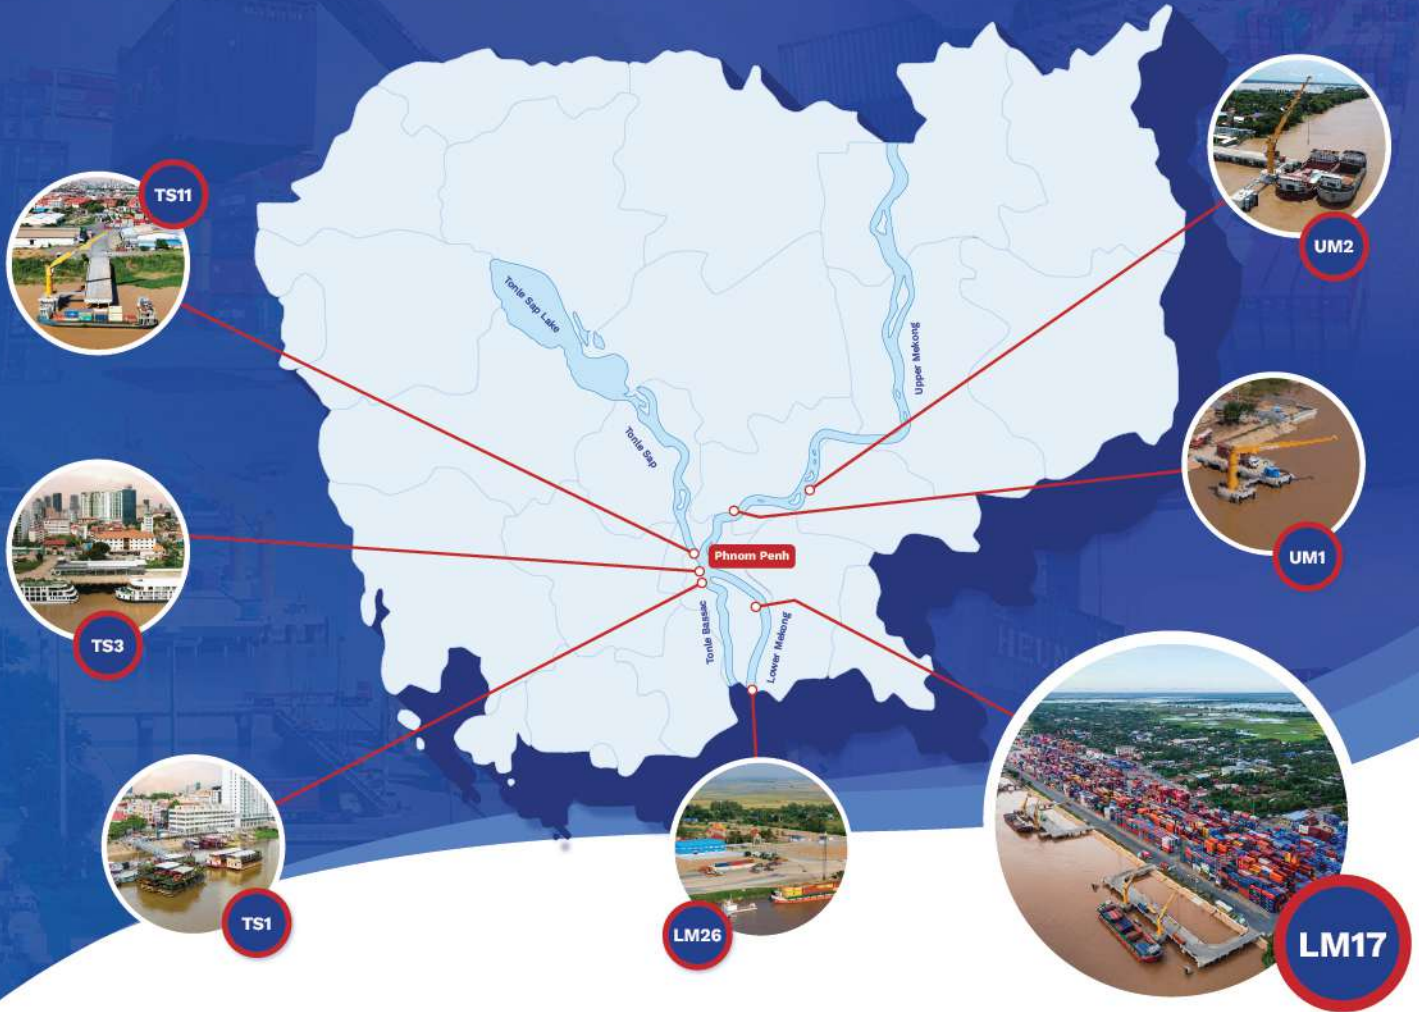 TS11
UM2
Tonle Sap Lake
Upper Mekong
Tonle Sap
Phnom Penh
UM1
TS3
Tonle Bassac
Lower Mekong
HEUN
TS1
LM26
LM17